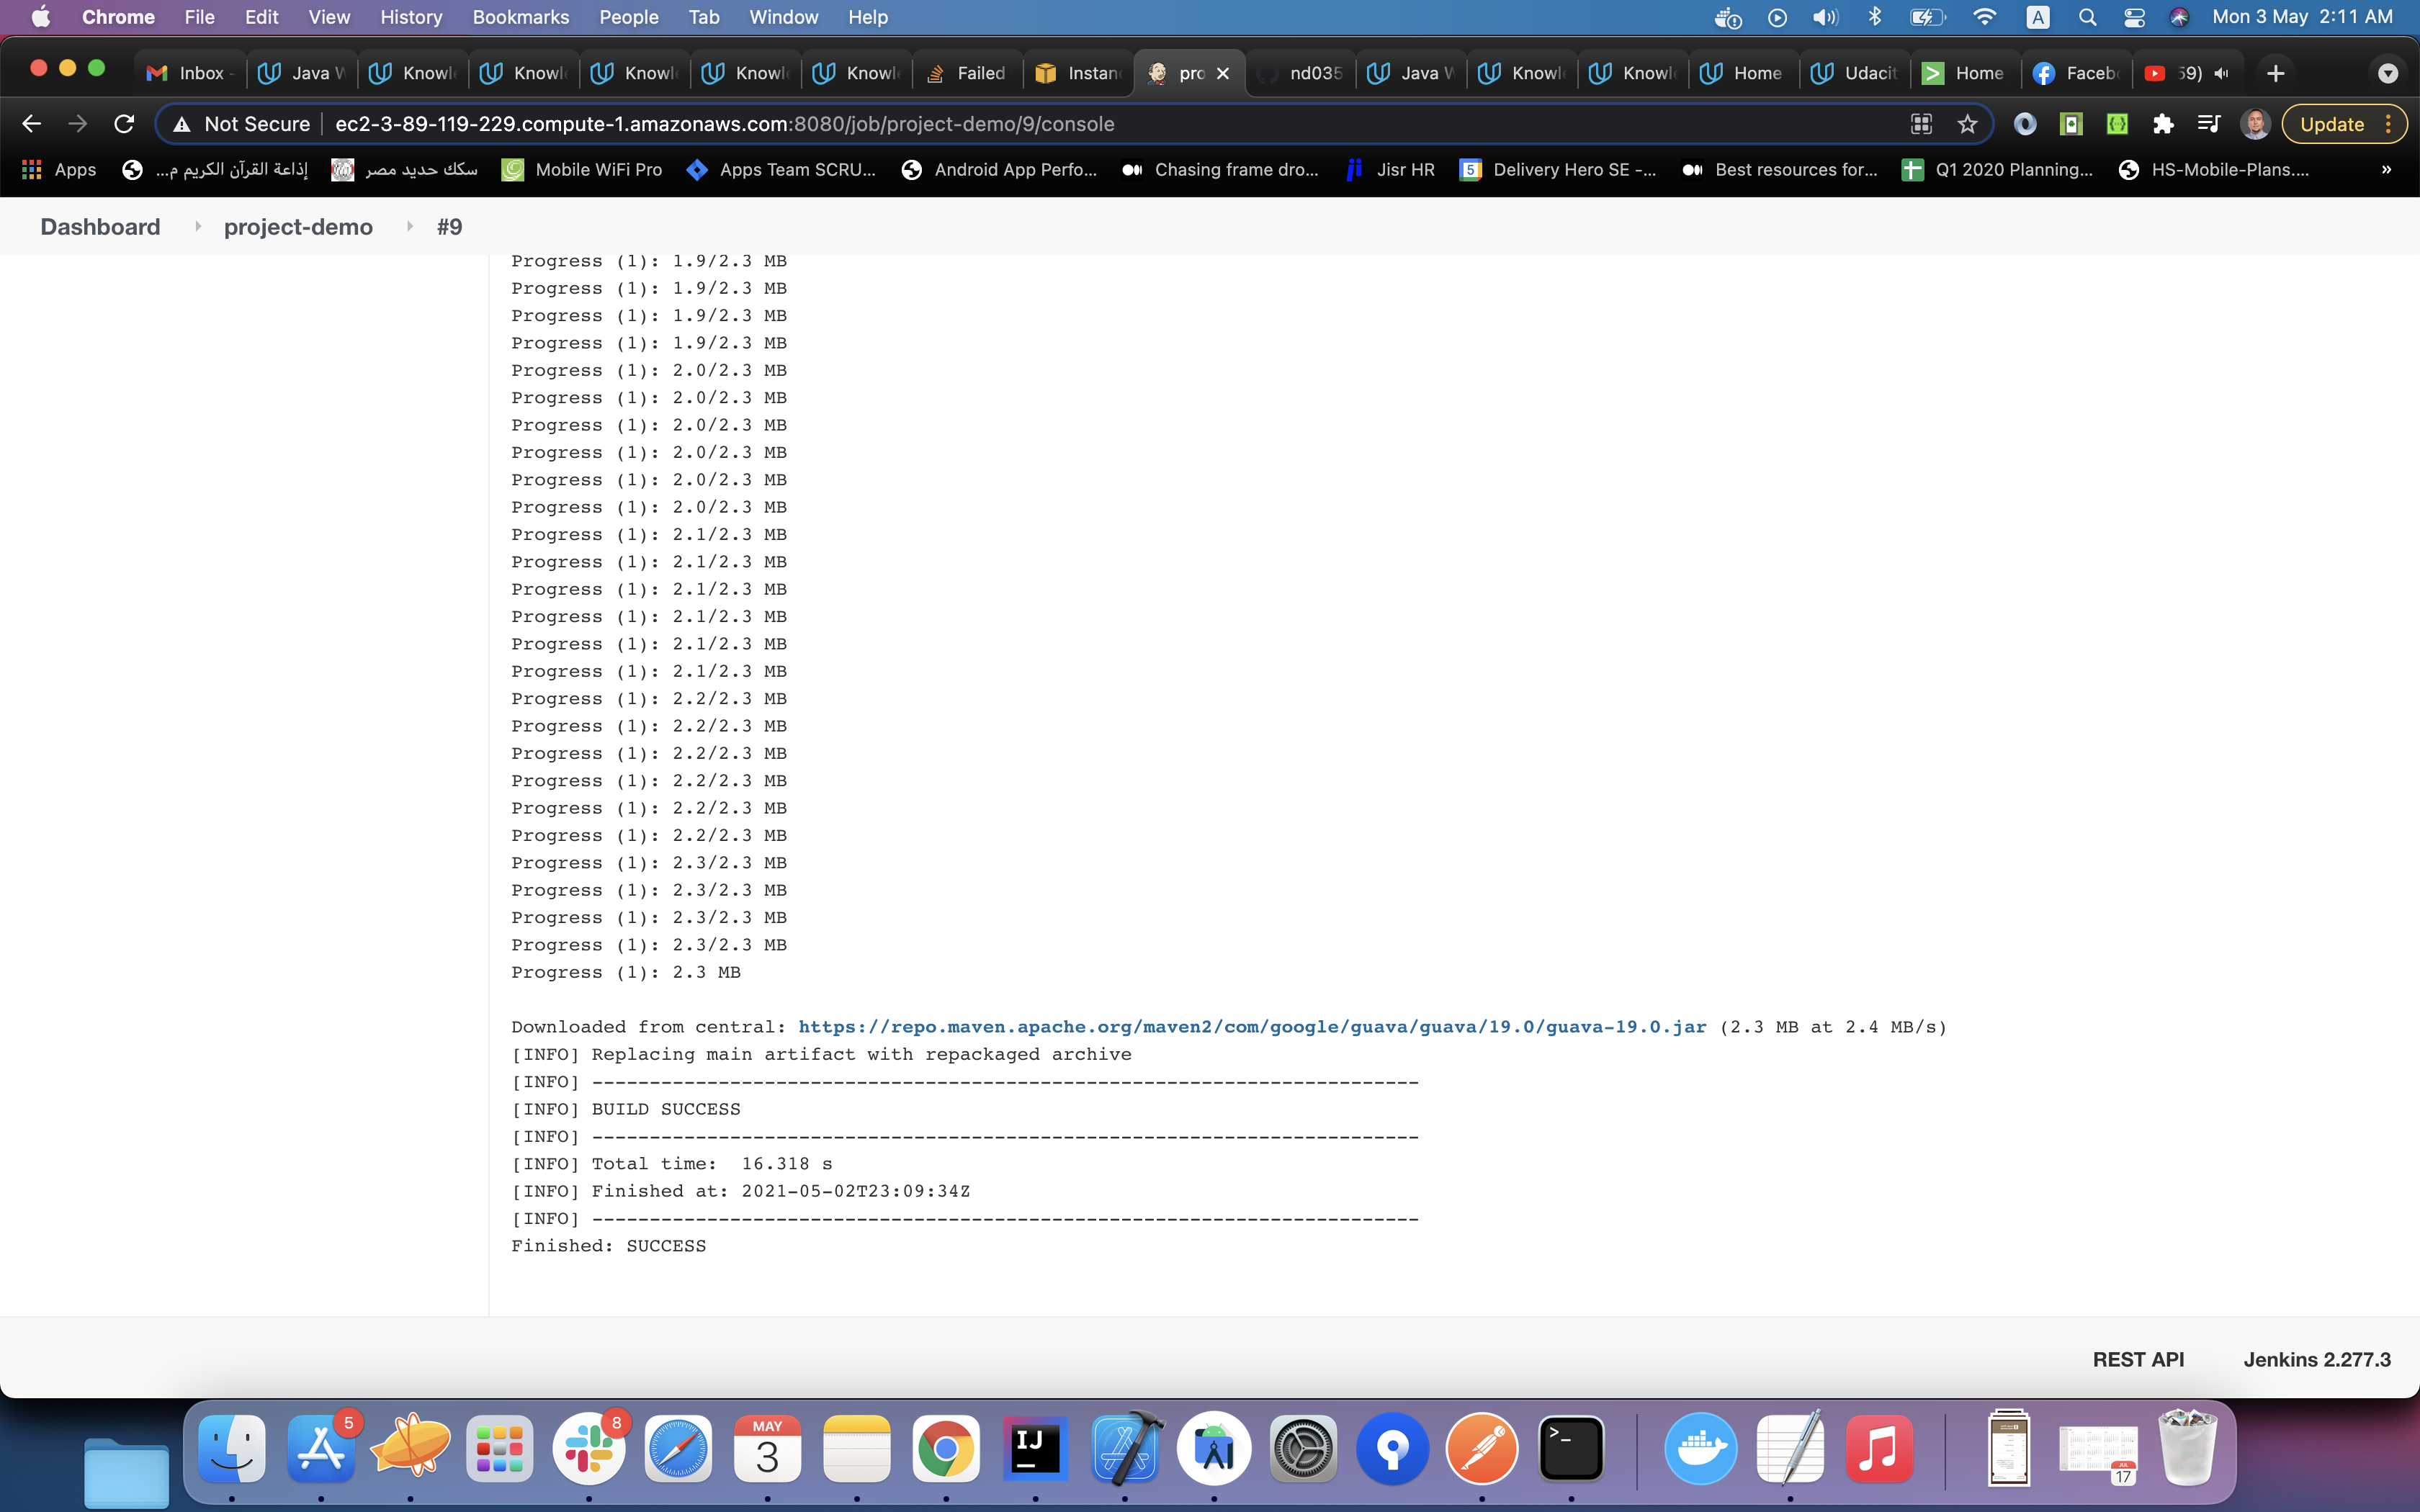 Chrome File Edit View History Bookmarks People Tab Window Help A Mon 3 May 2:11 AM
Inbox Java Knowl Knowl Knowl Knowl Knowl Failed Instan pro nd035 Java Knowl Knowl Home Udacit Home Facebo 59)
Not Secure ec2-3-89-119-229.compute-1.amazonaws.com:8080/job/project-demo/9/console Update
Apps إذاعة القرآن الكريم م... سكك حديد مصر Mobile WiFi Pro Apps Team SCRU... Android App Perfo... Chasing frame dro... Jisr HR 5 Delivery Hero SE -... Best resources for... Q1 2020 Planning... HS-Mobile-Plans.... »
Dashboard project-demo #9
Progress (1): 1.9/2.3 MB
Progress (1): 1.9/2.3 MB
Progress (1): 1.9/2.3 MB
Progress (1): 1.9/2.3 MB
Progress (1): 2.0/2.3 MB
Progress (1): 2.0/2.3 MB
Progress (1): 2.0/2.3 MB
Progress (1): 2.0/2.3 MB
Progress (1): 2.0/2.3 MB
Progress (1): 2.0/2.3 MB
Progress (1): 2.1/2.3 MB
Progress (1): 2.1/2.3 MB
Progress (1): 2.1/2.3 MB
Progress (1): 2.1/2.3 MB
Progress (1): 2.1/2.3 MB
Progress (1): 2.1/2.3 MB
Progress (1): 2.2/2.3 MB
Progress (1): 2.2/2.3 MB
Progress (1): 2.2/2.3 MB
Progress (1): 2.2/2.3 MB
Progress (1): 2.2/2.3 MB
Progress (1): 2.2/2.3 MB
Progress (1): 2.3/2.3 MB
Progress (1): 2.3/2.3 MB
Progress (1): 2.3/2.3 MB
Progress (1): 2.3/2.3 MB
Progress (1): 2.3 MB
Downloaded from central: https://repo.maven.apache.org/maven2/com/google/guava/guava/19.0/guava-19.0.jar (2.3 MB at 2.4 MB/s)
[INFO] Replacing main artifact with repackaged archive
[INFO] ------------------------------------------------------------------------
[INFO] BUILD SUCCESS
[INFO] ------------------------------------------------------------------------
[INFO] Total time:  16.318 s
[INFO] Finished at: 2021-05-02T23:09:34Z
[INFO] ------------------------------------------------------------------------
Finished: SUCCESS
REST API Jenkins 2.277.3
5 8 MAY 3 IJ >_ JUL 17